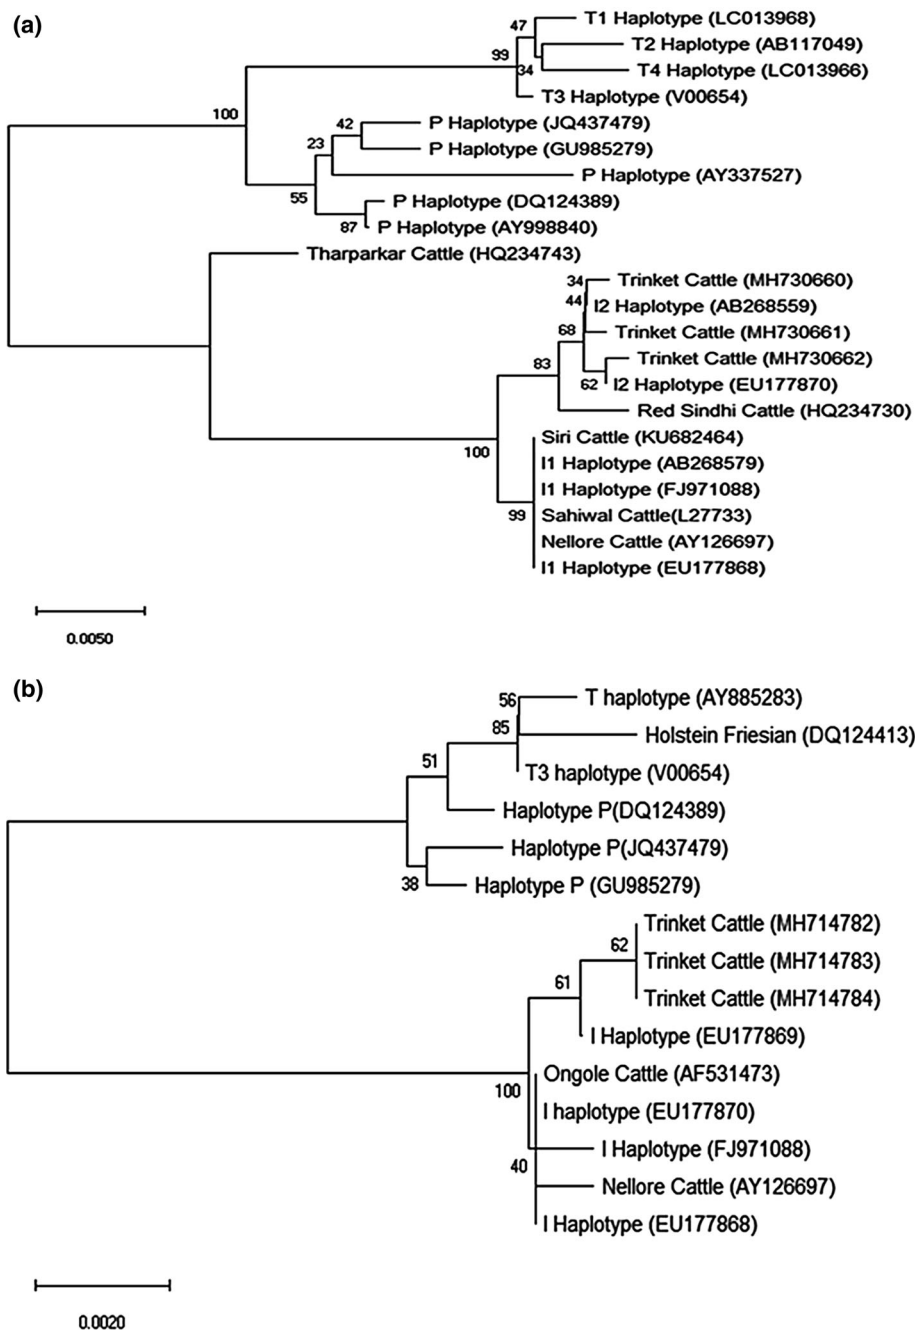 (a)
47
T1 Haplotype (LC013968)
T2 Haplotype (AB117049)
99
34
T4 Haplotype (LC013966)
T3 Haplotype (V00654)
100
42
P Haplotype (JQ437479)
23
P Haplotype (GU985279)
P Haplotype (AY337527)
55
P Haplotype (DQ124389)
87
P Haplotype (AY998840)
Tharparkar Cattle (HQ234743)
34
Trinket Cattle (MH730660)
44
I2 Haplotype (AB268559)
68
Trinket Cattle (MH730661)
83
Trinket Cattle (MH730662)
62
I2 Haplotype (EU177870)
Red Sindhi Cattle (HQ234730)
100
Siri Cattle (KU682464)
I1 Haplotype (AB268579)
I1 Haplotype (FJ971088)
99
Sahiwal Cattle(L27733)
Nellore Cattle (AY126697)
I1 Haplotype (EU177868)
0.0050
(b)
56
T haplotype (AY885283)
85
Holstein Friesian (DQ124413)
51
T3 haplotype (V00654)
Haplotype P(DQ124389)
Haplotype P(JQ437479)
38
Haplotype P (GU985279)
Trinket Cattle (MH714782)
62
Trinket Cattle (MH714783)
61
Trinket Cattle (MH714784)
I Haplotype (EU177869)
100
Ongole Cattle (AF531473)
I haplotype (EU177870)
I Haplotype (FJ971088)
40
Nellore Cattle (AY126697)
I Haplotype (EU177868)
0.0020